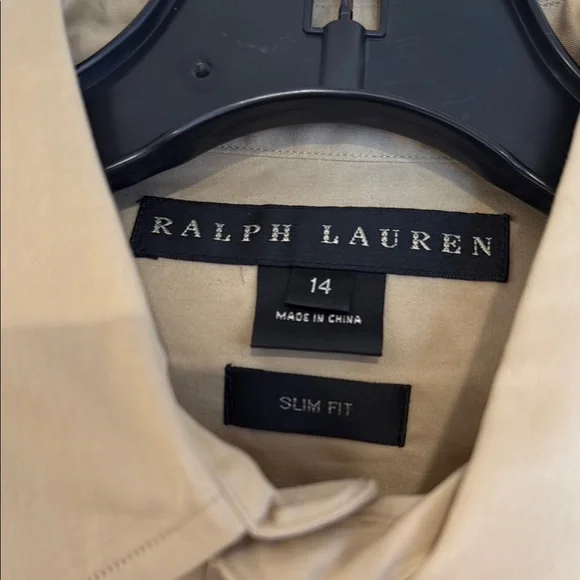 RALPH LAUREN
14
MADE IN CHINA
SLIM FIT